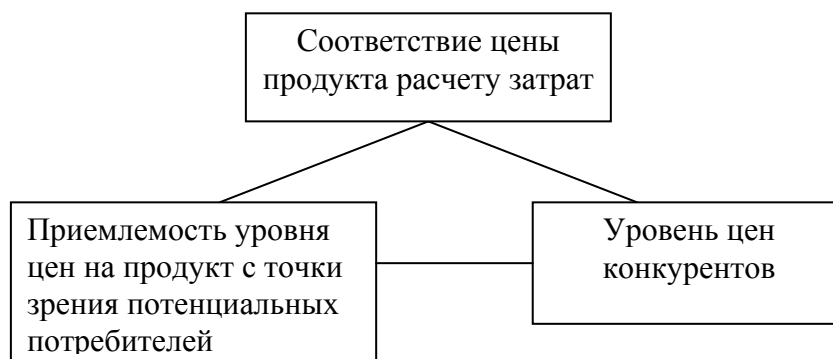 Соответствие цены
продукта расчету затрат
Приемлемость уровня
цен на продукт с точки
зрения потенциальных
потребителей
Уровень цен
конкурентов